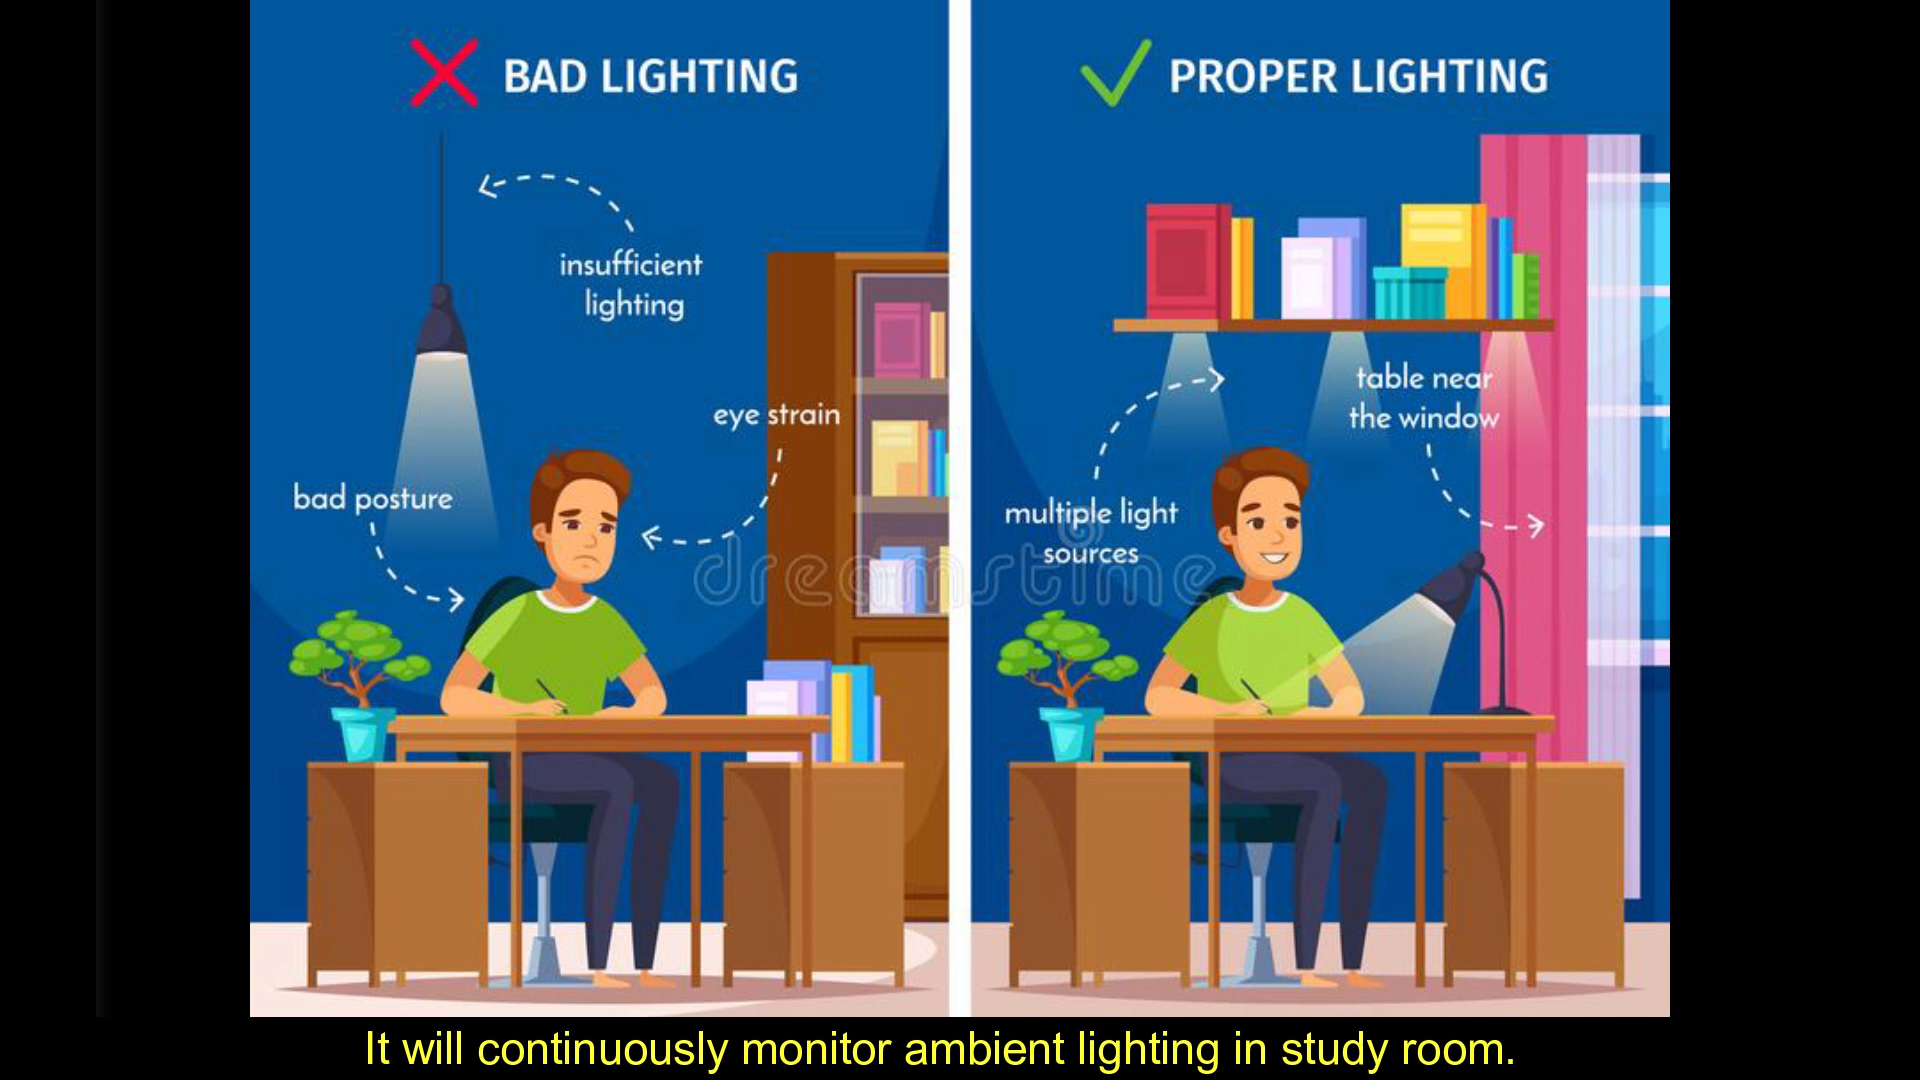 BAD LIGHTING
insufficient
lighting
eye strain
bad posture
PROPER LIGHTING
table near
the window
multiple light
sources
dreamstime
It will continuously monitor ambient lighting in study room.